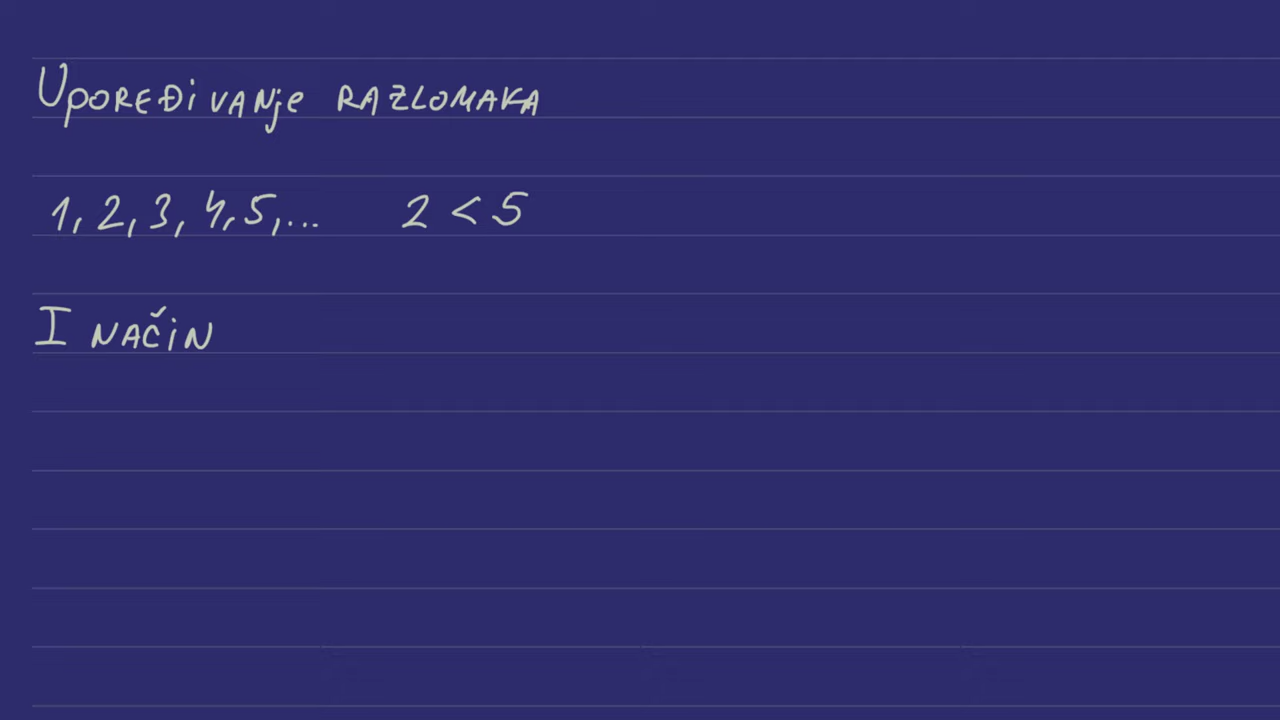 Upoređivanje RAZLOMAKA
1, 2, 3, 4, 5, ... 2 < 5
I NAČIN